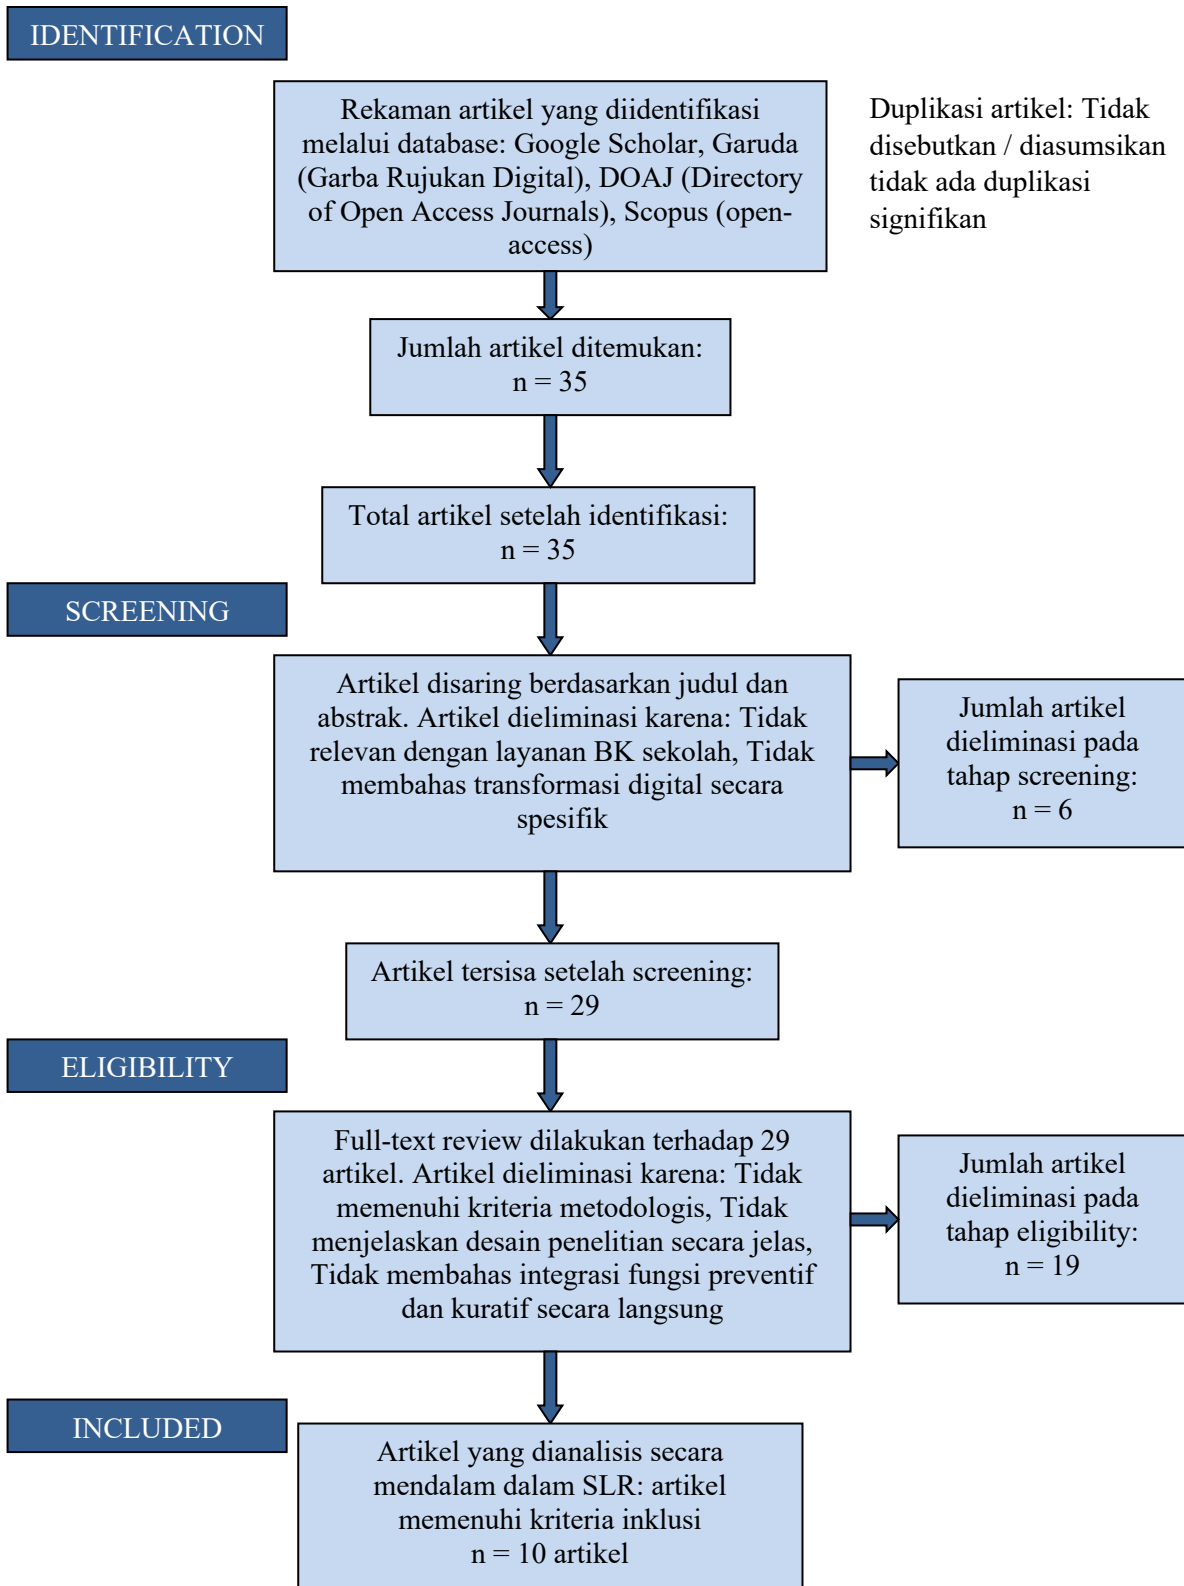 IDENTIFICATION
Rekaman artikel yang diidentifikasi
melalui database: Google Scholar, Garuda
(Garba Rujukan Digital), DOAJ (Directory
of Open Access Journals), Scopus (open-
access)
Duplikasi artikel: Tidak
disebutkan / diasumsikan
tidak ada duplikasi
signifikan
Jumlah artikel ditemukan:
n = 35
Total artikel setelah identifikasi:
n = 35
SCREENING
Artikel disaring berdasarkan judul dan
abstrak. Artikel dieliminasi karena: Tidak
relevan dengan layanan BK sekolah, Tidak
membahas transformasi digital secara
spesifik
Jumlah artikel
dieliminasi pada
tahap screening:
n = 6
Artikel tersisa setelah screening:
n = 29
ELIGIBILITY
Full-text review dilakukan terhadap 29
artikel. Artikel dieliminasi karena: Tidak
memenuhi kriteria metodologis, Tidak
menjelaskan desain penelitian secara jelas,
Tidak membahas integrasi fungsi preventif
dan kuratif secara langsung
Jumlah artikel
dieliminasi pada
tahap eligibility:
n = 19
INCLUDED
Artikel yang dianalisis secara
mendalam dalam SLR: artikel
memenuhi kriteria inklusi
n = 10 artikel